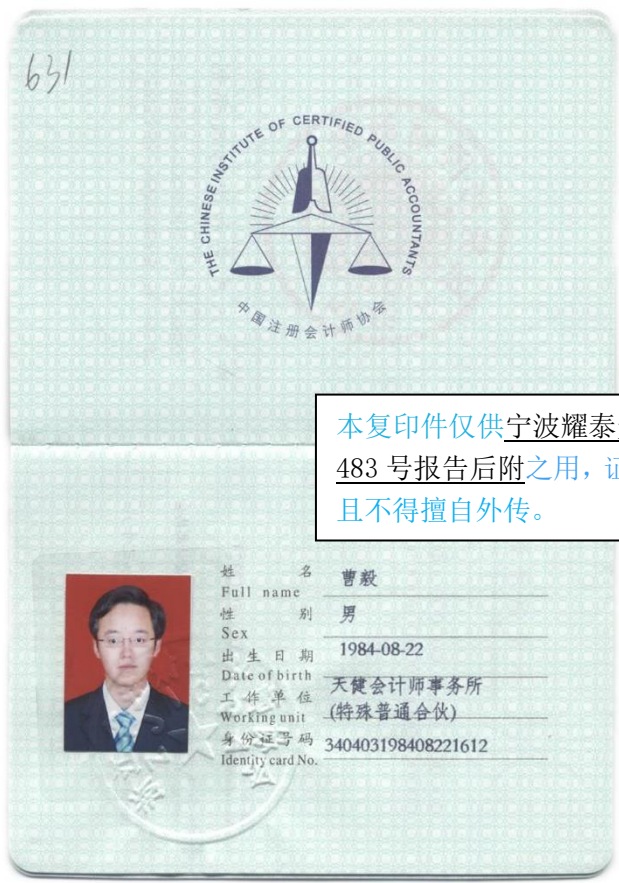 631
THE CHINESE INSTITUTE OF CERTIFIED PUBLIC ACCOUNTANTS
中国注册会计师协会
本复印件仅供宁波耀泰
483 号报告后附之用，证
且不得擅自外传。
姓 名 曹毅
Full name
性 别 男
Sex
出生日期 1984-08-22
Date of birth
工作单位 天健会计师事务所
Working unit (特殊普通合伙)
身份证号码 340403198408221612
Identity card No.